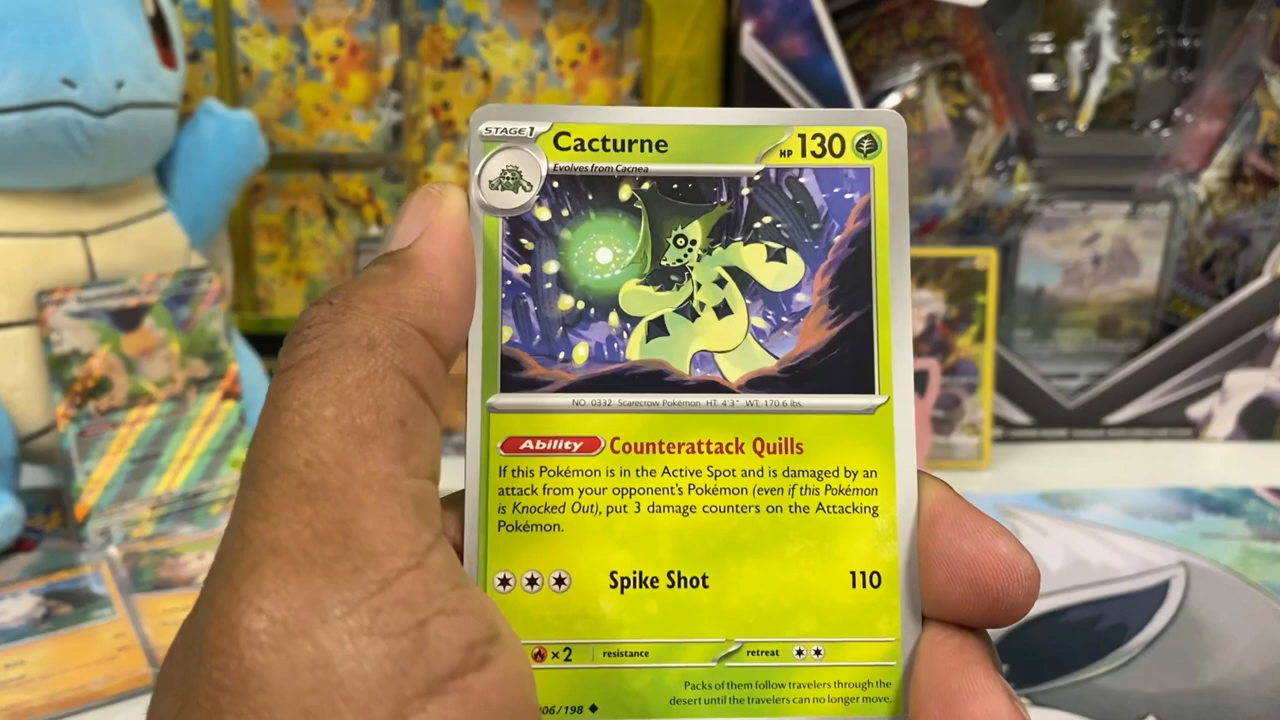 STAGE 1
Cacturne
HP 130
Evolves from Cacnea
NO. 0332 Scarecrow Pokémon HT: 4'3" WT: 170.6 lbs.
Ability Counterattack Quills
If this Pokémon is in the Active Spot and is damaged by an
attack from your opponent's Pokémon (even if this Pokémon
is Knocked Out), put 3 damage counters on the Attacking
Pokémon.
Spike Shot 110
×2 resistance retreat
Packs of them follow travelers through the
desert until the travelers can no longer move.
06/198